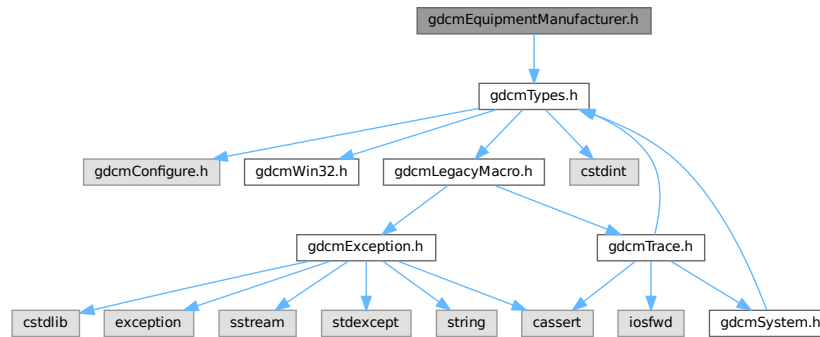 gdcmEquipmentManufacturer.h
gdcmTypes.h
gdcmConfigure.h
gdcmWin32.h
gdcmLegacyMacro.h
cstdint
gdcmException.h
gdcmTrace.h
cstdlib
exception
sstream
stdexcept
string
cassert
iosfwd
gdcmSystem.h